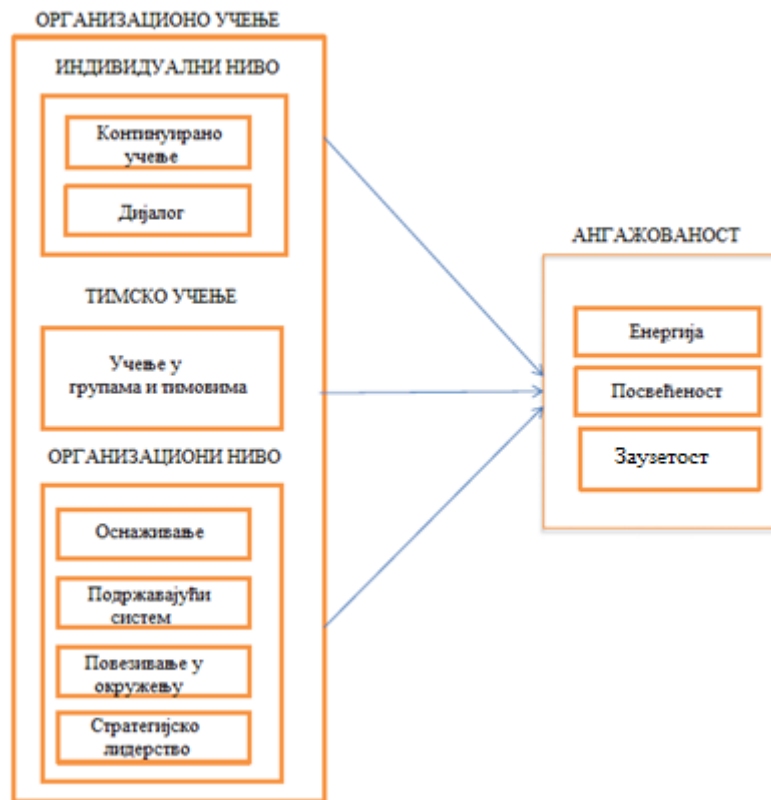 ОРГАНИЗАЦИОНО УЧЕЊЕ
ИНДИВИДУАЛНИ НИВО
Континуирано
учење
Дијалог
ТИМСКО УЧЕЊЕ
Учење у
групама и тимовима
ОРГАНИЗАЦИОНИ НИВО
Оснаживање
Подржавајући
систем
Повезивање у
окружењу
Стратегијско
лидерство
АНГАЖОВАНОСТ
Енергија
Посвећеност
Заузетост